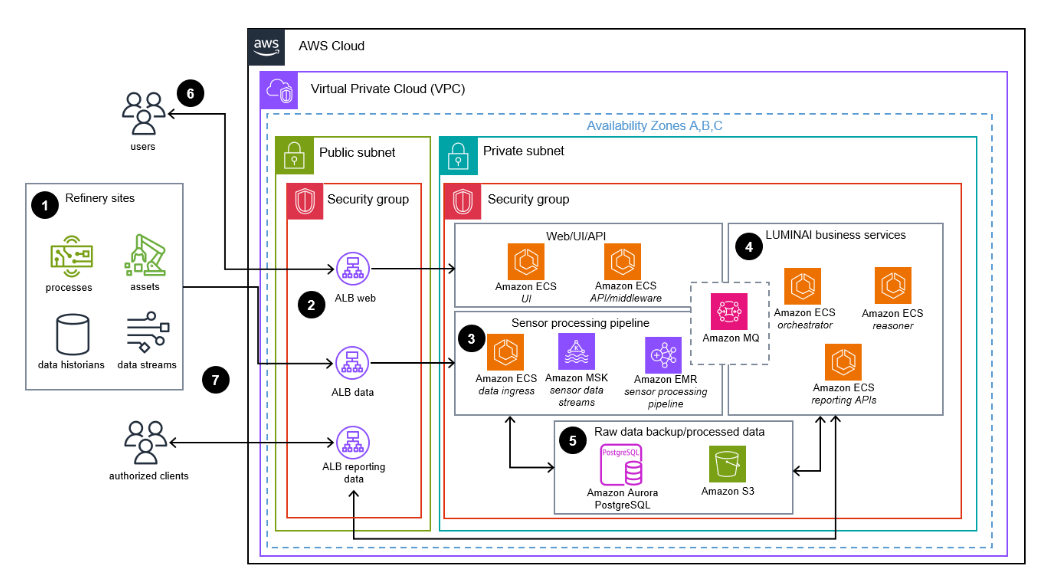 aws
AWS Cloud
Virtual Private Cloud (VPC)
Availability Zones A,B,C
6
users
Public subnet
Private subnet
1
Refinery sites
processes
assets
data historians
data streams
7
authorized clients
Security group
2
ALB web
ALB data
ALB reporting
data
Security group
Web/UI/API
Amazon ECS
UI
Amazon ECS
API/middleware
3
Sensor processing pipeline
Amazon ECS
data ingress
Amazon MSK
sensor data
streams
Amazon EMR
sensor processing
pipeline
Amazon MQ
4
LUMINAI business services
Amazon ECS
orchestrator
Amazon ECS
reasoner
Amazon ECS
reporting APIs
5
Raw data backup/processed data
PostgreSQL
Amazon Aurora
PostgreSQL
Amazon S3